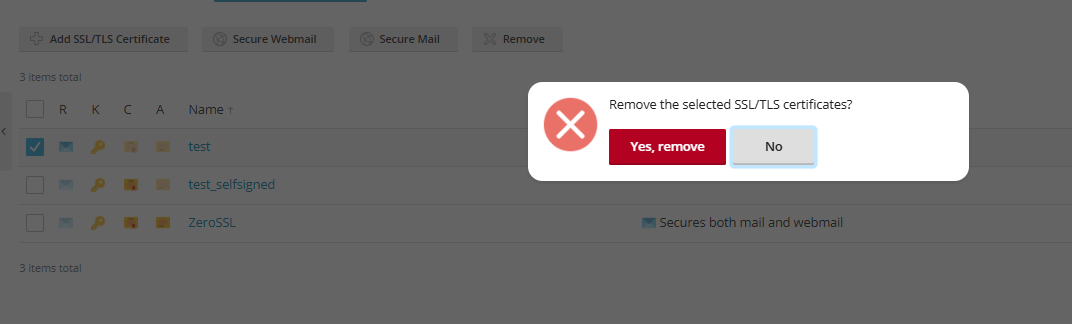 Add SSL/TLS Certificate Secure Webmail Secure Mail Remove
3 items total
R K C A Name ↑
Remove the selected SSL/TLS certificates?
Yes, remove No
test
test_selfsigned
ZeroSSL Secures both mail and webmail
3 items total